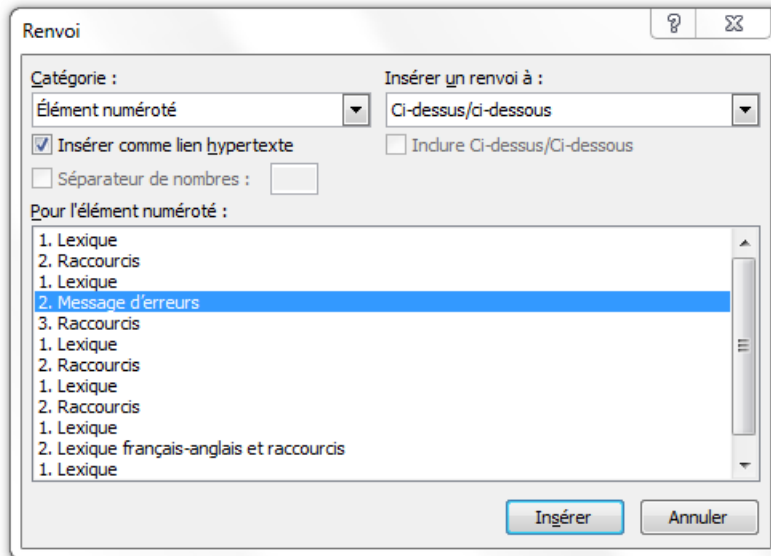 Renvoi
Catégorie :
Insérer un renvoi à :
Élément numéroté
Ci-dessus/ci-dessous
Insérer comme lien hypertexte
Inclure Ci-dessus/Ci-dessous
Séparateur de nombres :
Pour l'élément numéroté :
1. Lexique
2. Raccourcis
1. Lexique
2. Message d'erreurs
3. Raccourcis
1. Lexique
2. Raccourcis
1. Lexique
2. Raccourcis
1. Lexique
2. Lexique français-anglais et raccourcis
1. Lexique
Insérer
Annuler